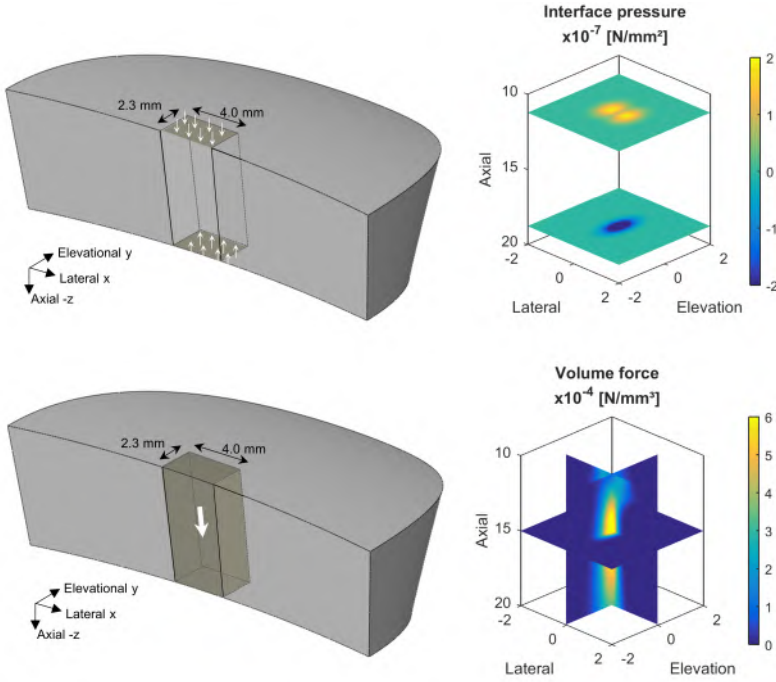 2.3 mm
4.0 mm
Elevational y
Lateral x
Axial -z
Interface pressure
x10⁻⁷ [N/mm²]
10
15
20
Axial
-2
0
2
Lateral
-2
0
2
Elevation
2
1
0
-1
-2
2.3 mm
4.0 mm
Elevational y
Lateral x
Axial -z
Volume force
x10⁻⁴ [N/mm³]
10
15
20
Axial
-2
0
2
Lateral
-2
0
2
Elevation
6
5
4
3
2
1
0